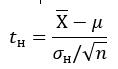 tн = (X̅ − μ) / (σн/√n)